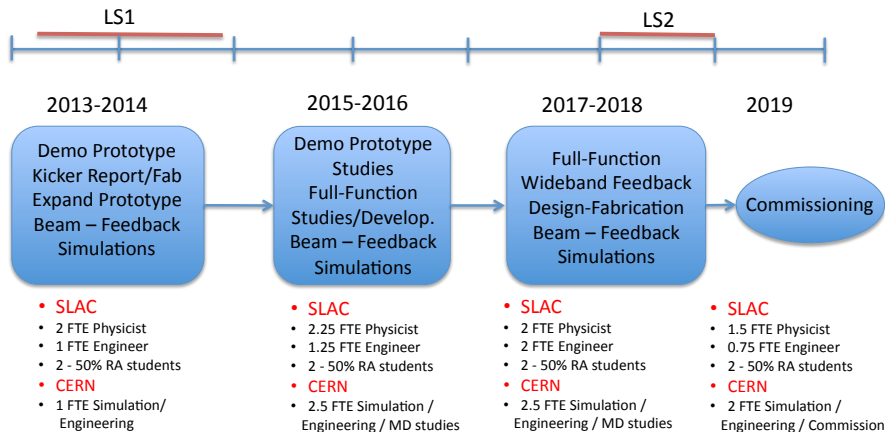 LS1
LS2
2013-2014
2015-2016
2017-2018
2019
Demo Prototype
Kicker Report/Fab
Expand Prototype
Beam – Feedback
Simulations
Demo Prototype
Studies
Full-Function
Studies/Develop.
Beam – Feedback
Simulations
Full-Function
Wideband Feedback
Design-Fabrication
Beam – Feedback
Simulations
Commissioning
• SLAC
• 2 FTE Physicist
• 1 FTE Engineer
• 2 - 50% RA students
• CERN
• 1 FTE Simulation/
Engineering
• SLAC
• 2.25 FTE Physicist
• 1.25 FTE Engineer
• 2 - 50% RA students
• CERN
• 2.5 FTE Simulation /
Engineering / MD studies
• SLAC
• 2 FTE Physicist
• 2 FTE Engineer
• 2 - 50% RA students
• CERN
• 2.5 FTE Simulation /
Engineering / MD studies
• SLAC
• 1.5 FTE Physicist
• 0.75 FTE Engineer
• 2 - 50% RA students
• CERN
• 2 FTE Simulation /
Engineering / Commission